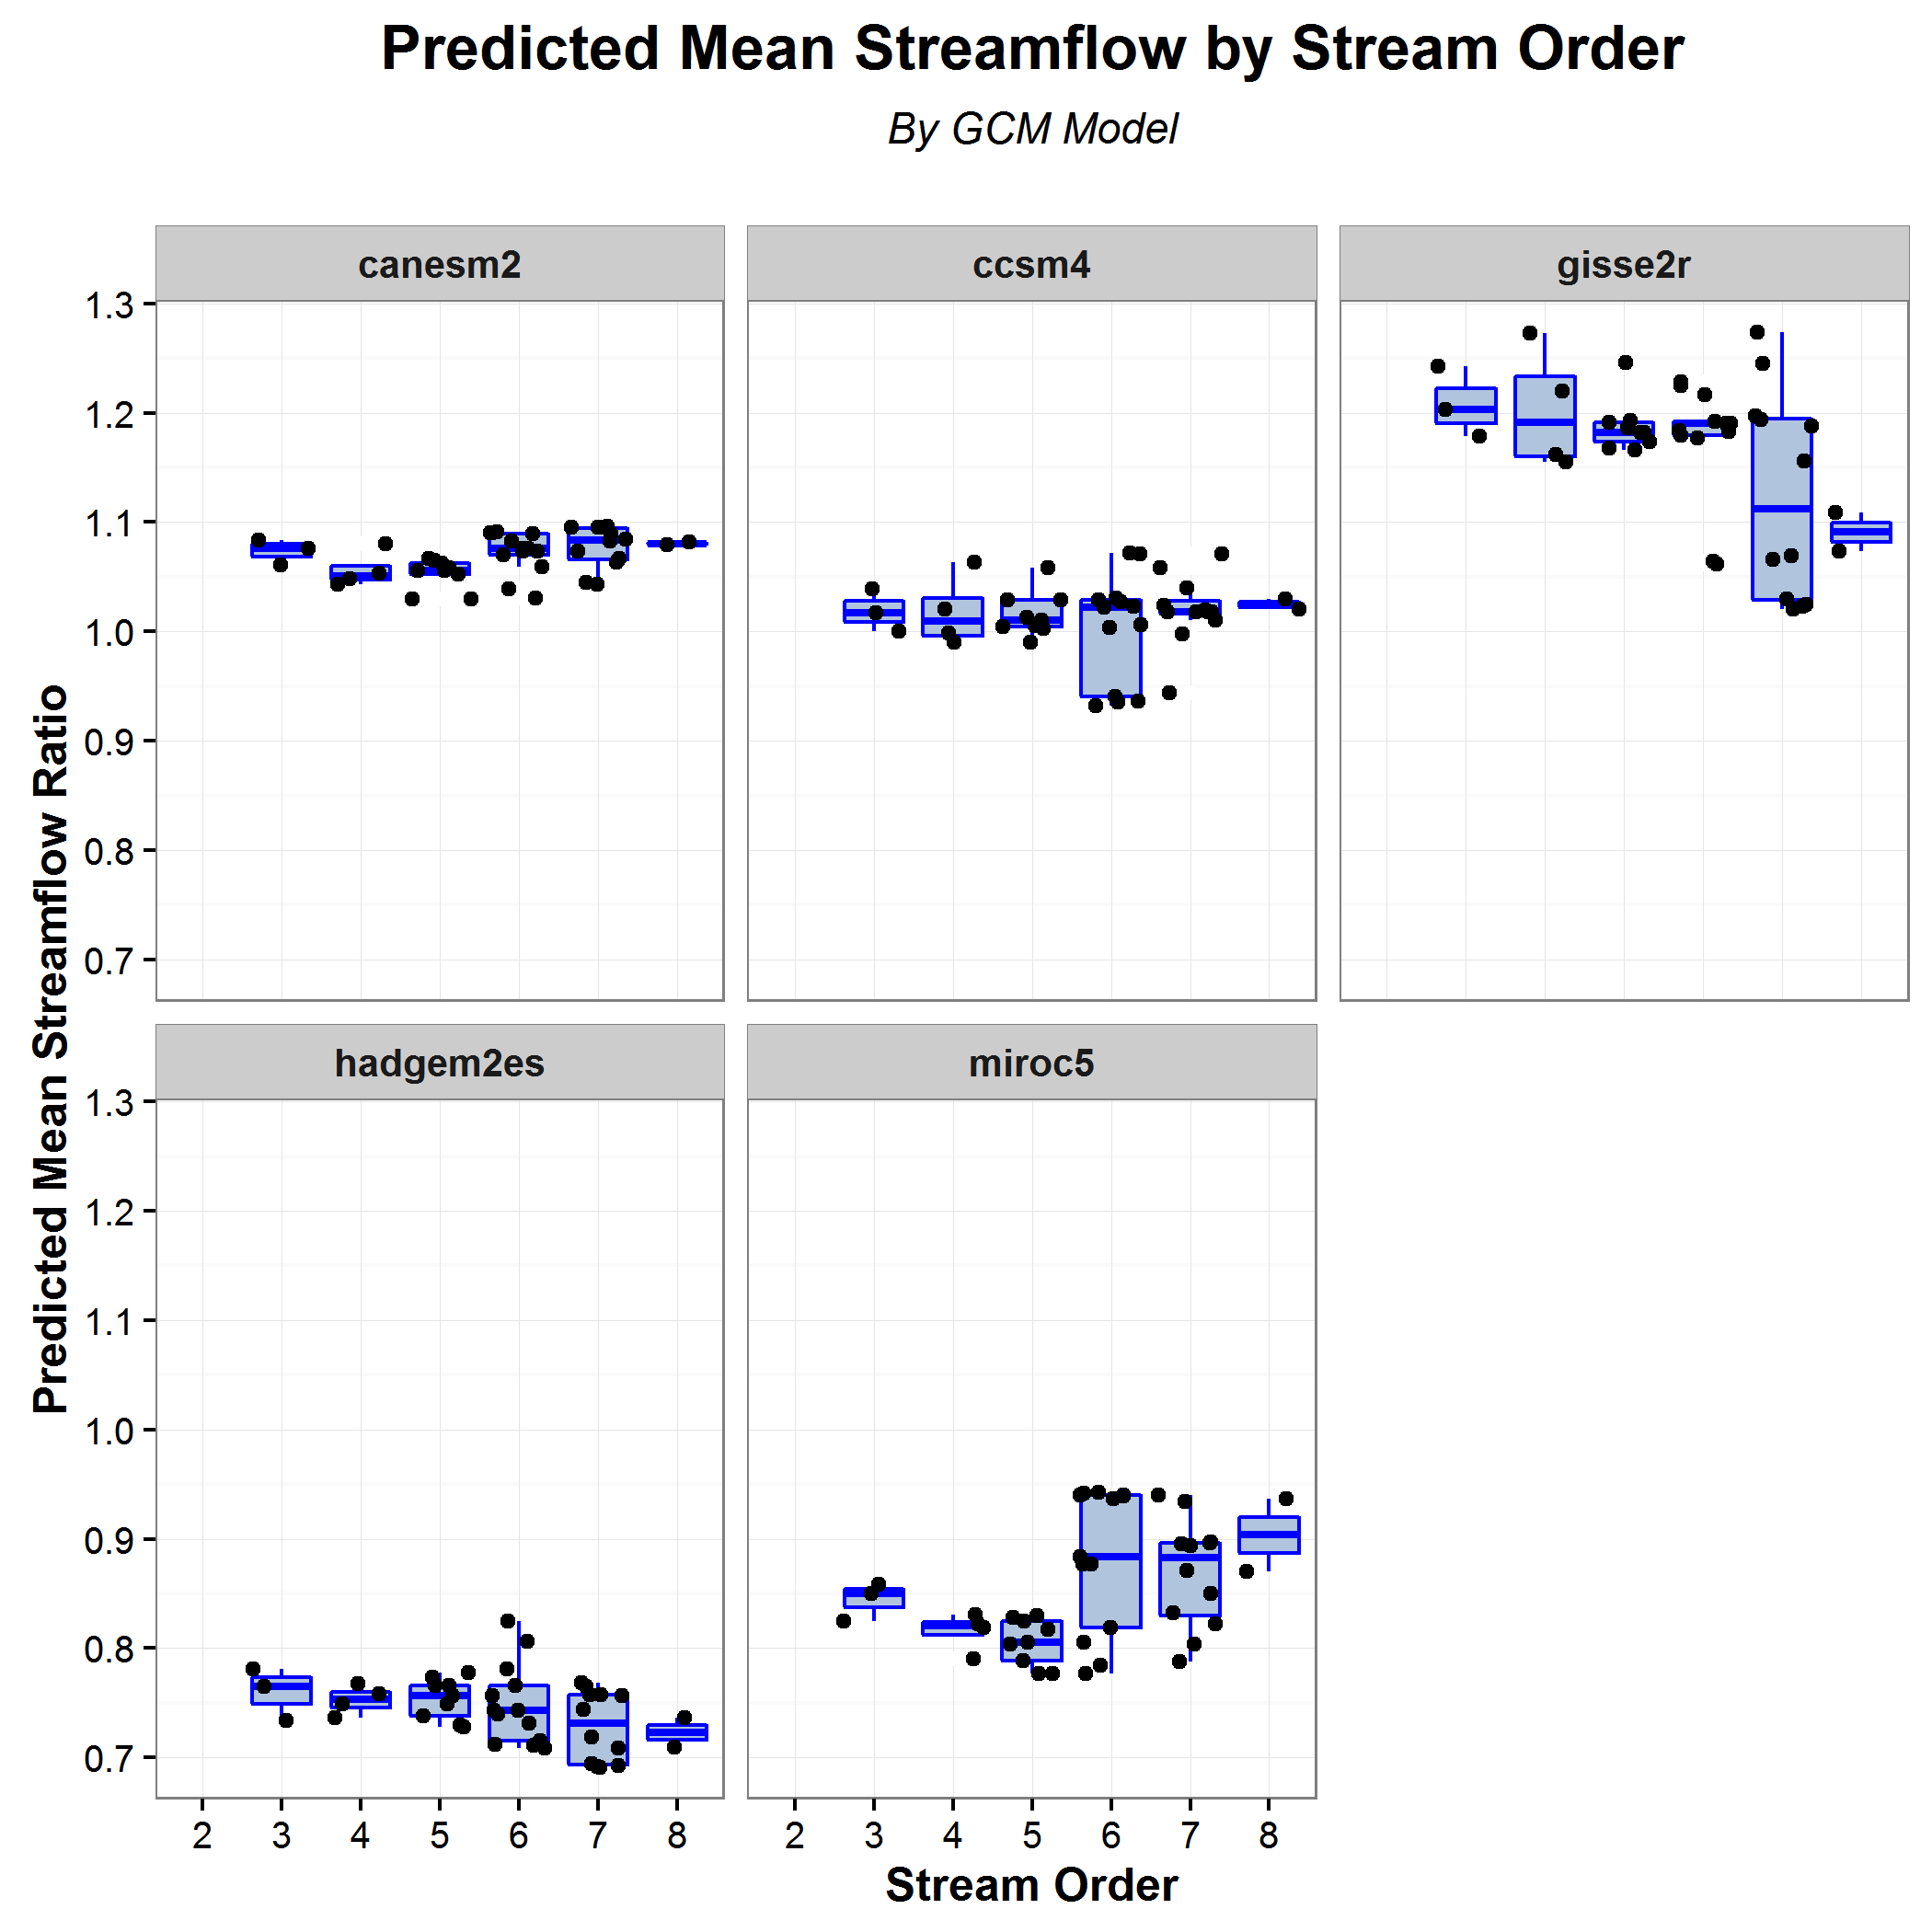 Predicted Mean Streamflow by Stream Order
By GCM Model
canesm2
ccsm4
gisse2r
1.3
1.2
1.1
1.0
0.9
0.8
0.7
Predicted Mean Streamflow Ratio
hadgem2es
miroc5
1.3
1.2
1.1
1.0
0.9
0.8
0.7
2 3 4 5 6 7 8
2 3 4 5 6 7 8
Stream Order